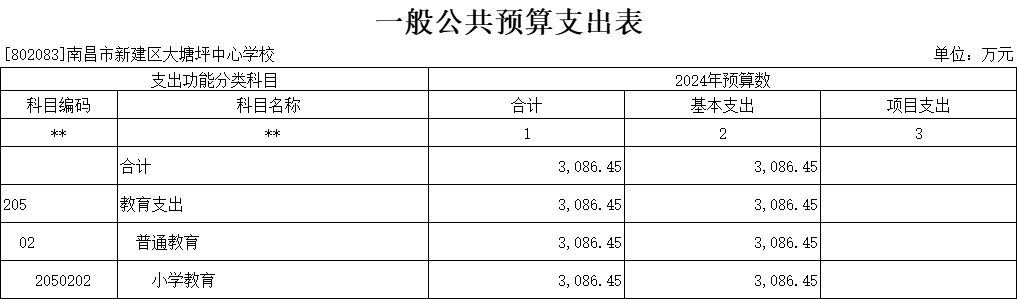 一般公共预算支出表
[802083]南昌市新建区大塘坪中心学校 单位：万元
支出功能分类科目 2024年预算数
科目编码 科目名称 合计 基本支出 项目支出
** ** 1 2 3
合计 3,086.45 3,086.45
205 教育支出 3,086.45 3,086.45
02 普通教育 3,086.45 3,086.45
2050202 小学教育 3,086.45 3,086.45